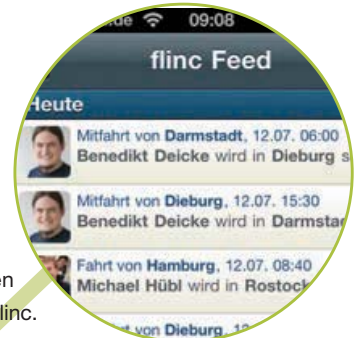 09:08
flinc Feed
Heute
Mitfahrt von Darmstadt, 12.07. 06:00
Benedikt Deicke wird in Dieburg
Mitfahrt von Dieburg, 12.07. 15:30
Benedikt Deicke wird in
Fahrt von Hamburg, 12.07. 08:40
Michael Hübl wird in Rostock
von Dieburg,
linc.